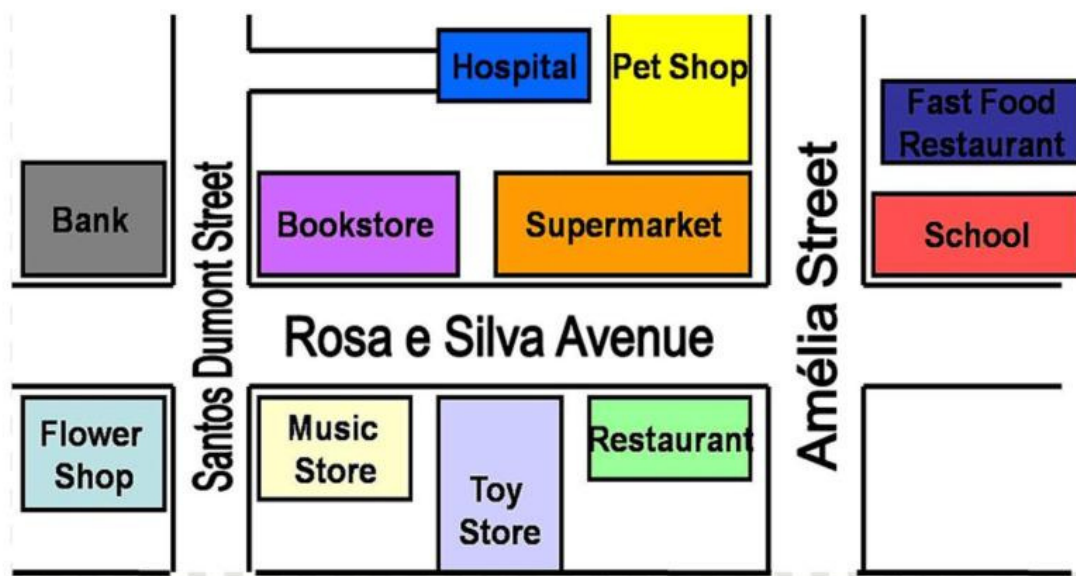 Hospital
Pet Shop
Fast Food
Restaurant
Bank
Bookstore
Supermarket
School
Santos Dumont Street
Rosa e Silva Avenue
Amélia Street
Flower
Shop
Music
Store
Toy
Store
Restaurant